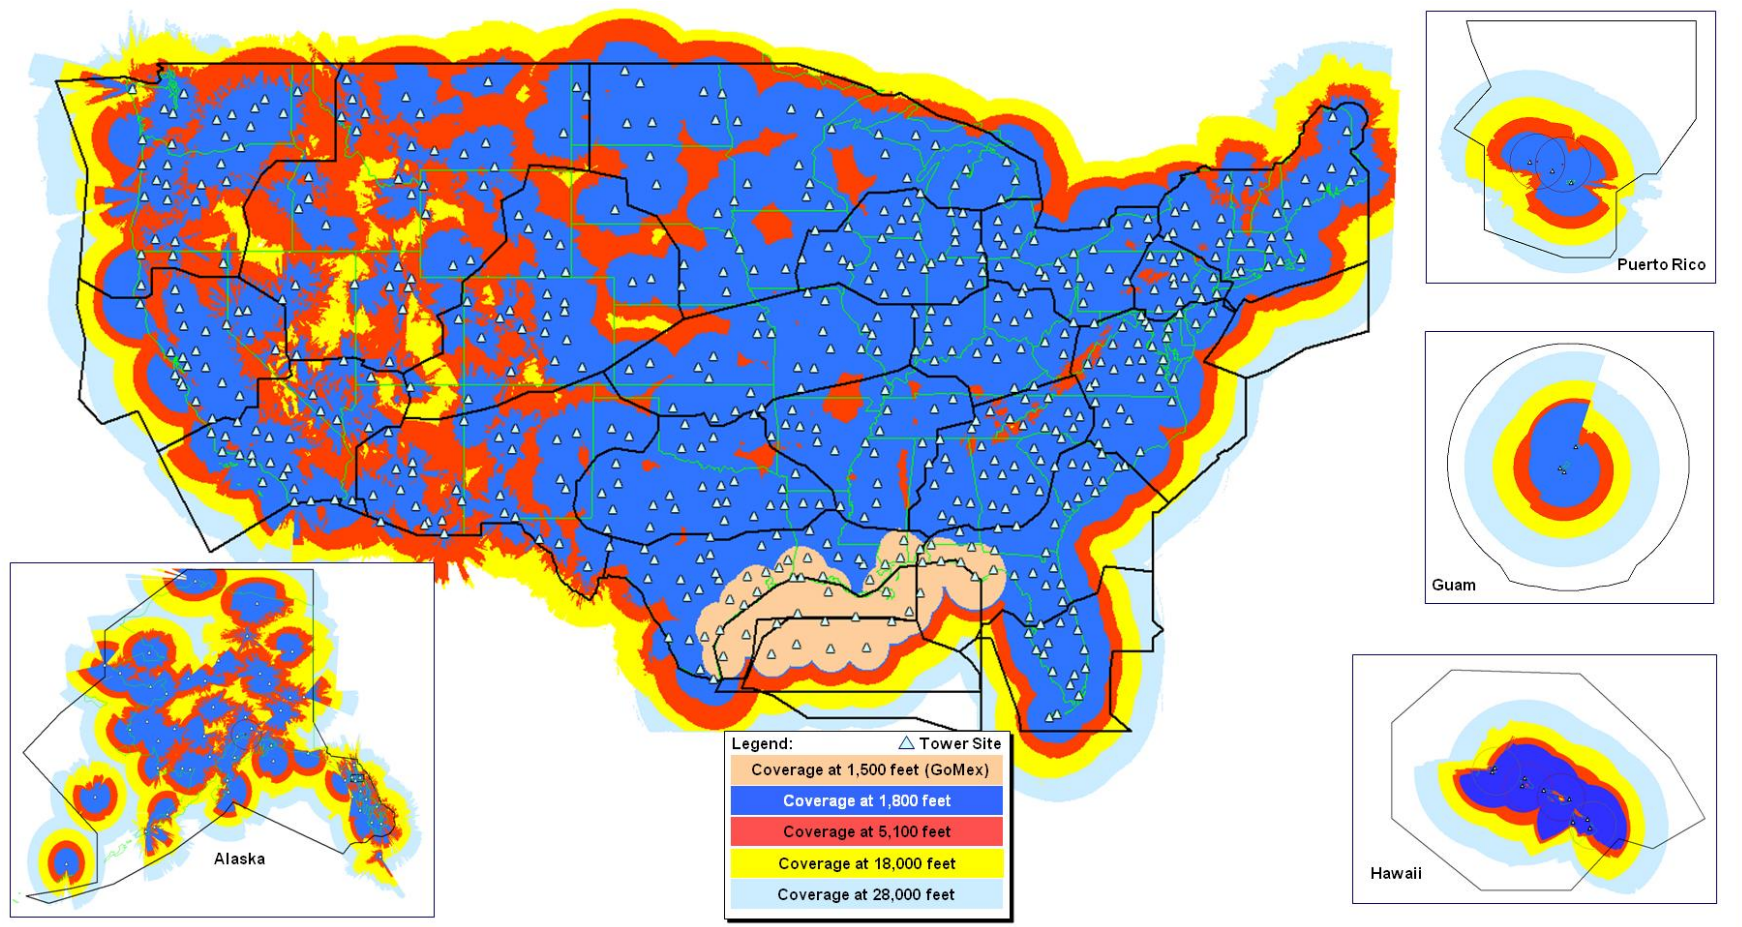 Puerto Rico
Guam
Alaska
Hawaii
Legend:
Tower Site
Coverage at 1,500 feet (GoMex)
Coverage at 1,800 feet
Coverage at 5,100 feet
Coverage at 18,000 feet
Coverage at 28,000 feet